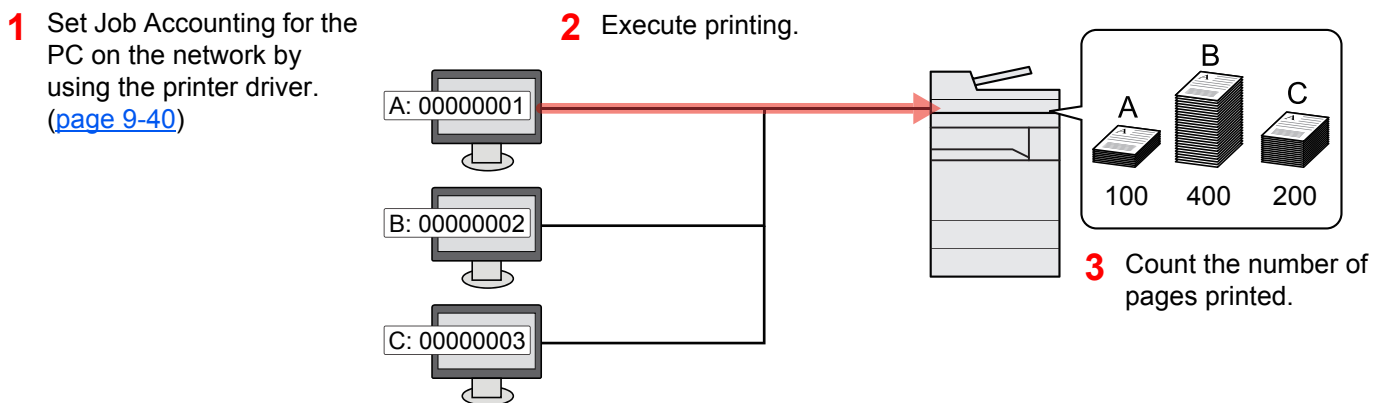 1 Set Job Accounting for the
PC on the network by
using the printer driver.
(page 9-40)
2 Execute printing.
A: 00000001
B: 00000002
C: 00000003
A
B
C
100
400
200
3 Count the number of
pages printed.